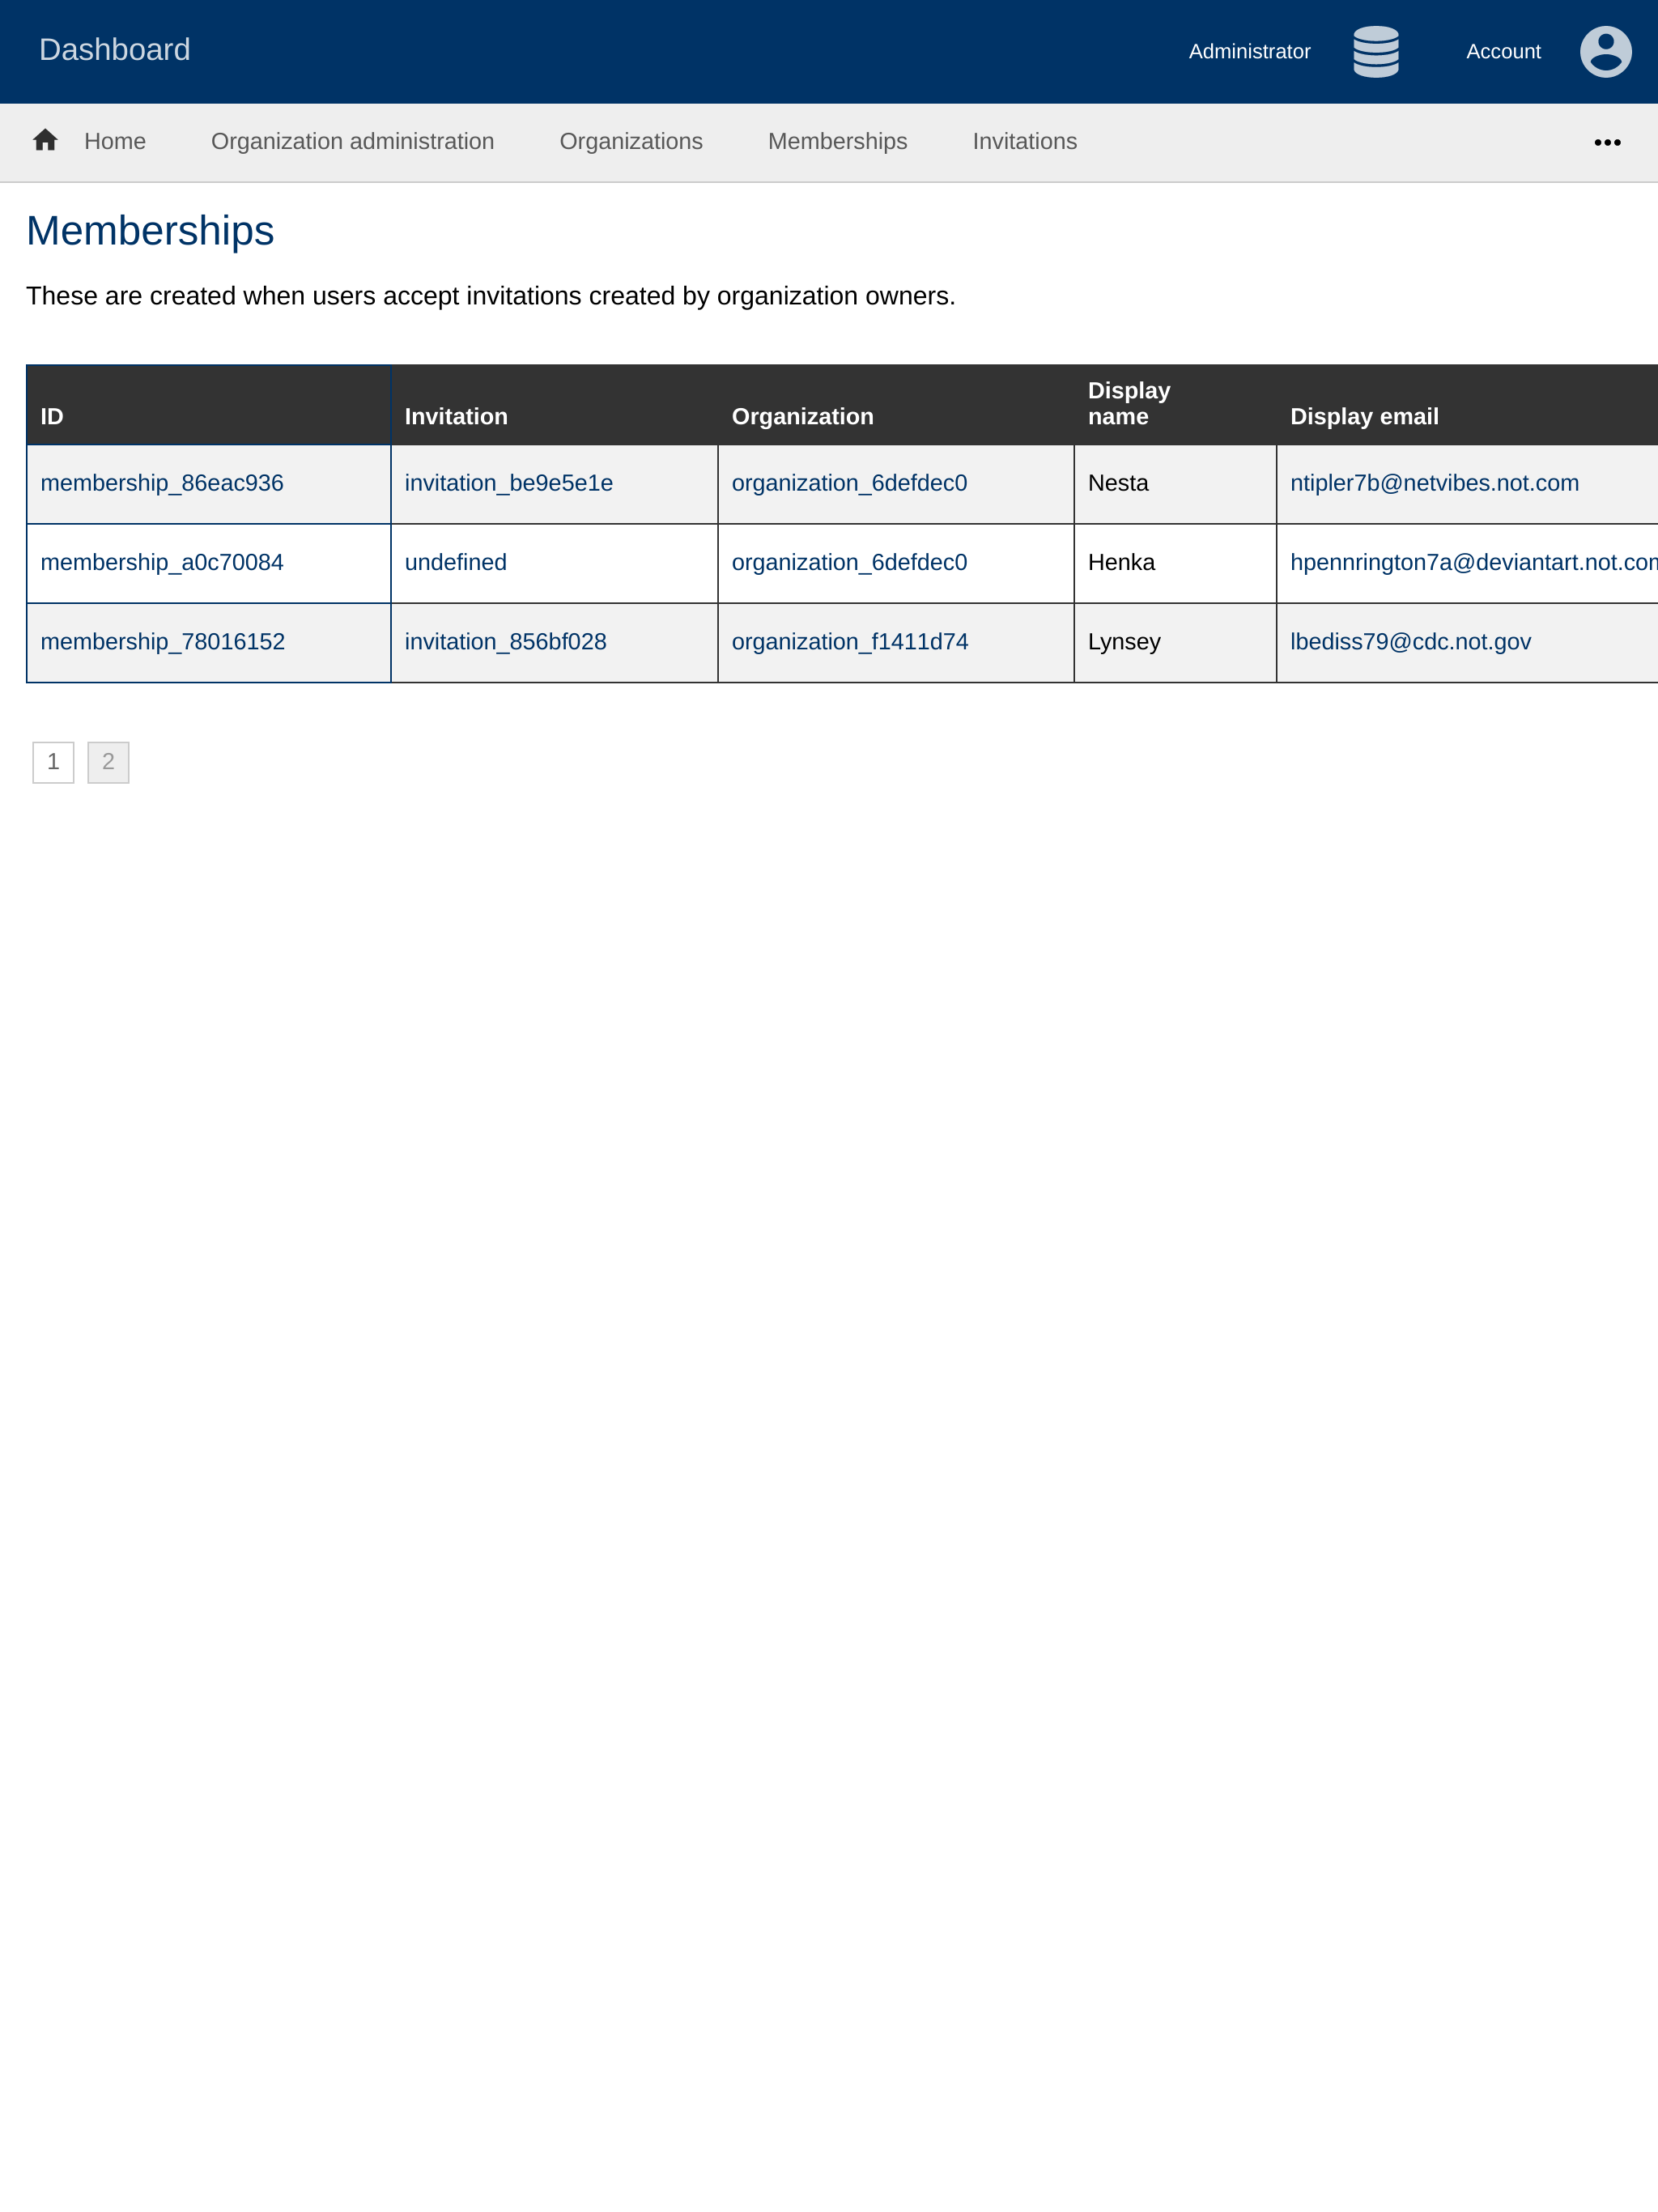 Dashboard
Administrator
Account
Home
Organization administration
Organizations
Memberships
Invitations
•••
Memberships
These are created when users accept invitations created by organization owners.
ID
Invitation
Organization
Display
name
Display email
membership_86eac936
invitation_be9e5e1e
organization_6defdec0
Nesta
ntipler7b@netvibes.not.com
membership_a0c70084
undefined
organization_6defdec0
Henka
hpennrington7a@deviantart.not.com
membership_78016152
invitation_856bf028
organization_f1411d74
Lynsey
lbediss79@cdc.not.gov
1
2